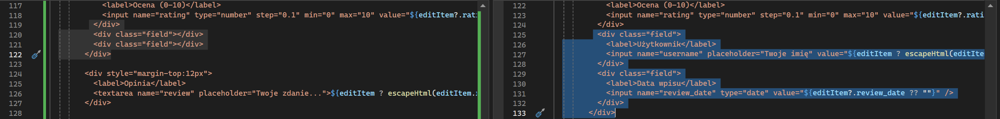 117 <label>Ocena (0–10)</label>
118 <input name="rating" type="number" step="0.1" min="0" max="10" value="${editItem?.rati
119 </div>
120 <div class="field"></div>
121 <div class="field"></div>
122 </div>
123
124 <div style="margin-top:12px">
125 <label>Opinia</label>
126 <textarea name="review" placeholder="Twoje zdanie...">${editItem ? escapeHtml(editItem.r
127 </div>
128
122 <label>Ocena (0–10)</label>
123 <input name="rating" type="number" step="0.1" min="0" max="10" value="${editItem?.rati
124 </div>
125 <div class="field">
126 <label>Użytkownik</label>
127 <input name="username" placeholder="Twoje imię" value="${editItem ? escapeHtml(editIte
128 </div>
129 <div class="field">
130 <label>Data wpisu</label>
131 <input name="review_date" type="date" value="${editItem?.review_date ?? ""}" />
132 </div>
133 </div>